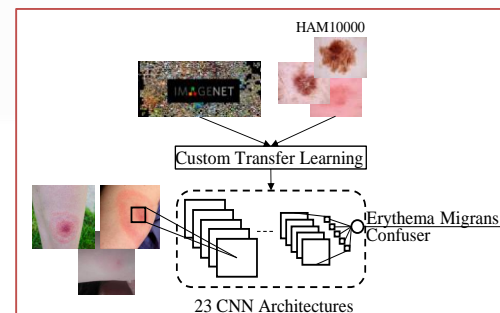 HAM10000
IMAGENET
Custom Transfer Learning
Erythema Migrans
Confuser
23 CNN Architectures